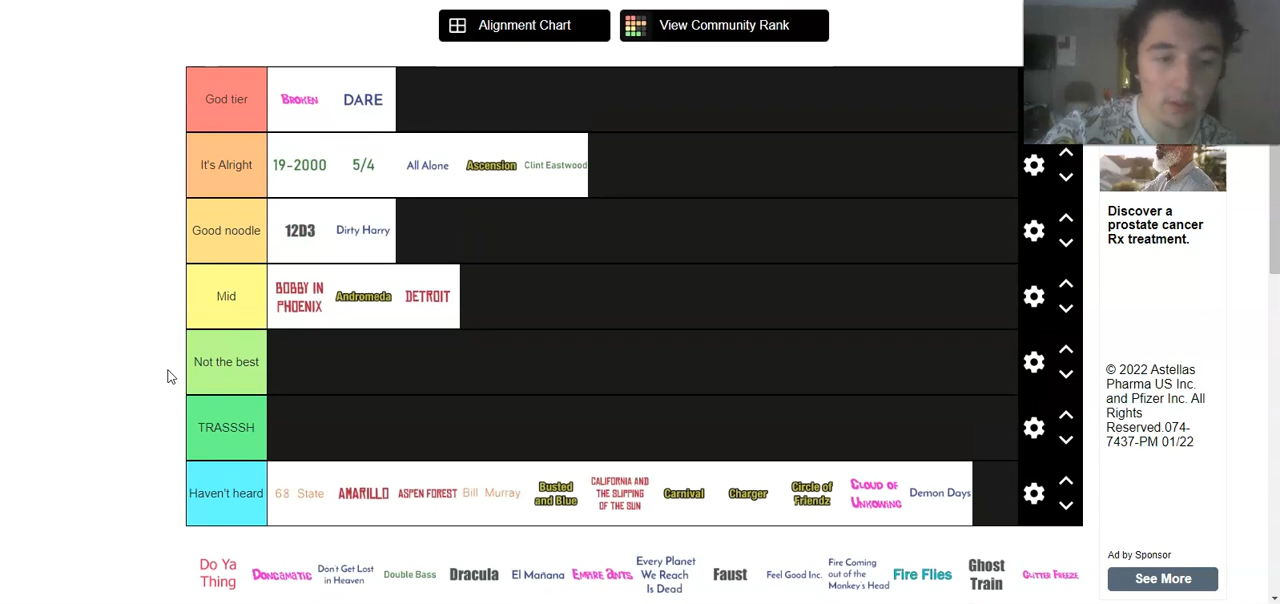 Alignment Chart
View Community Rank
God tier
BROKEN
DARE
It's Alright
19-2000
5/4
All Alone
Ascension
Clint Eastwood
Good noodle
12D3
Dirty Harry
Mid
BOBBY IN
PHOENIX
Andromeda
DETROIT
Not the best
TRASSSH
Haven't heard
68 State
AMARILLO
ASPEN FOREST
Bill Murray
Busted
and Blue
CALIFORNIA AND
THE SLIPPING
OF THE SUN
Carnival
Charger
Circle of
Friendz
CLOUD OF
UNKOWING
Demon Days
Do Ya
Thing
DONCAMATIC
Don't Get Lost
in Heaven
Double Bass
Dracula
El Mañana
EMPIRE ANTS
Every Planet
We Reach
Is Dead
Faust
Feel Good Inc.
Fire Coming
out of the
Monkey's Head
Fire Flies
Ghost
Train
GLITTER FREEZE
Discover a
prostate cancer
Rx treatment.
© 2022 Astellas
Pharma US Inc.
and Pfizer Inc. All
Rights
Reserved.074-
7437-PM 01/22
Ad by Sponsor
See More